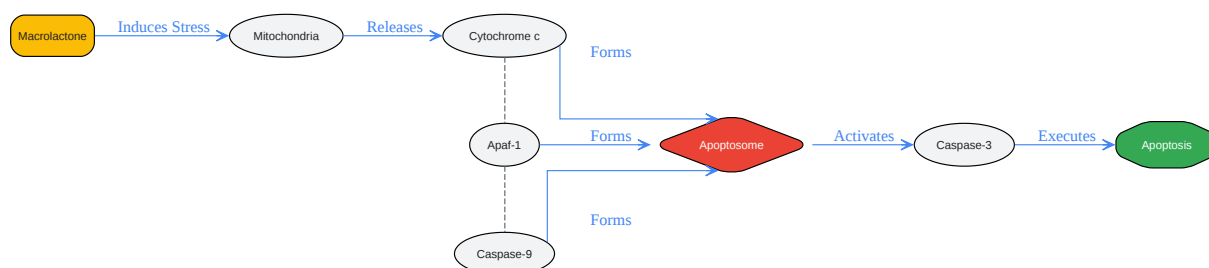 Macrolactone
Induces Stress
Mitochondria
Releases
Cytochrome c
Forms
Apaf-1
Forms
Apoptosome
Activates
Caspase-3
Executes
Apoptosis
Caspase-9
Forms